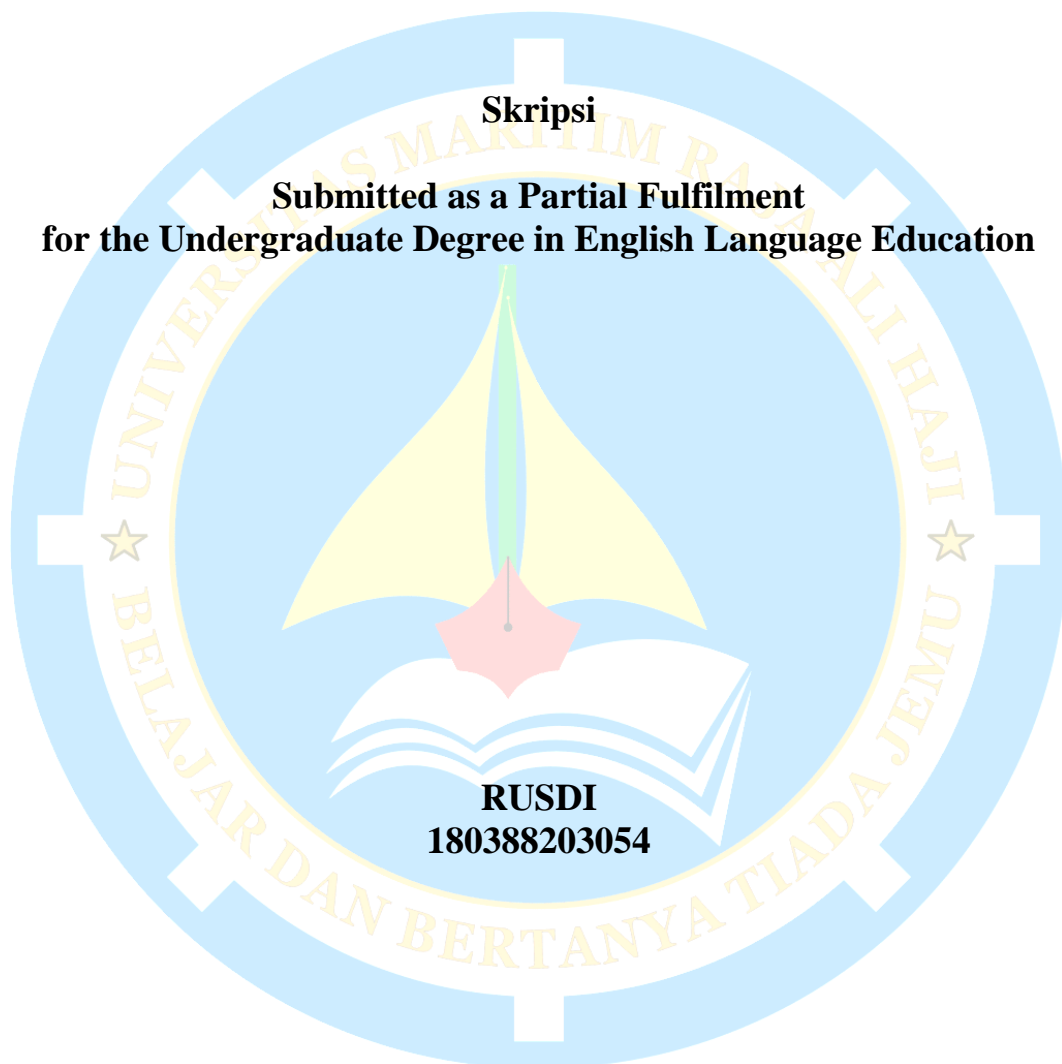 Skripsi
Submitted as a Partial Fulfilment
for the Undergraduate Degree in English Language Education
UNIVERSITAS MARITIM RAJA ALI HAJI
BELAJAR DAN BERTANYA TIADA JEMU
RUSDI
180388203054